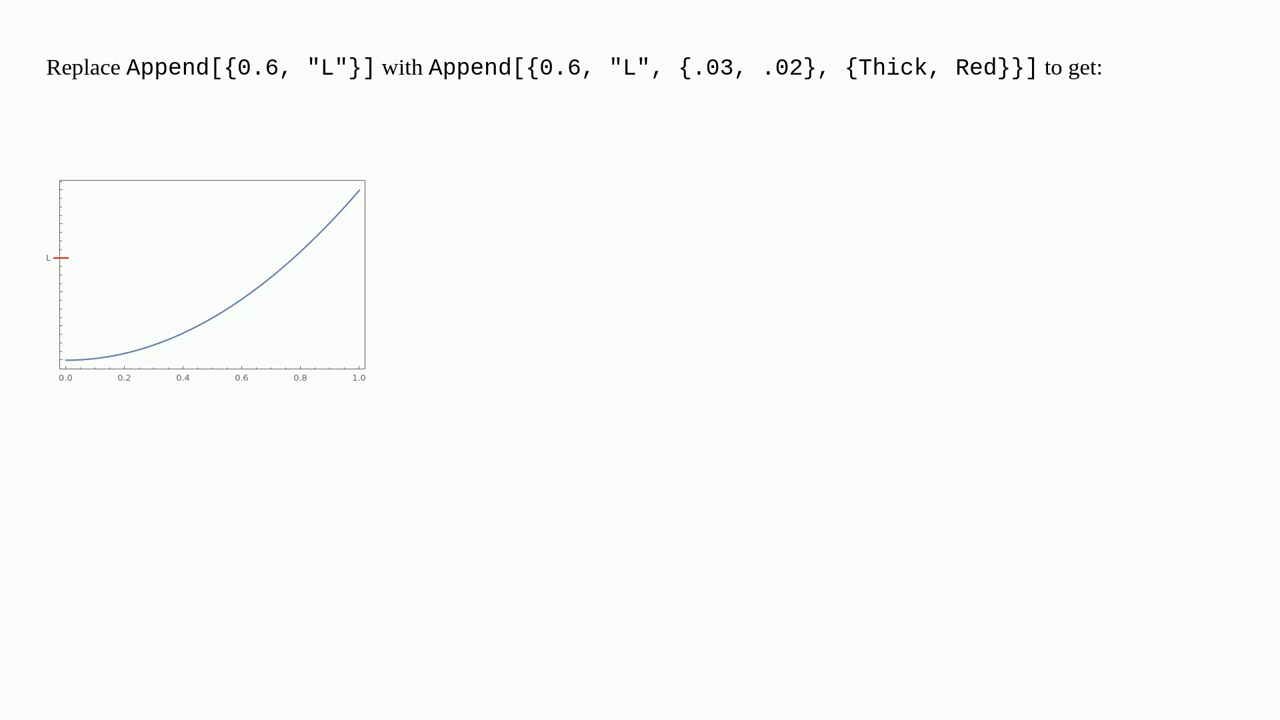 Replace Append[{0.6, "L"}] with Append[{0.6, "L", {.03, .02}, {Thick, Red}}] to get:
L
0.0 0.2 0.4 0.6 0.8 1.0